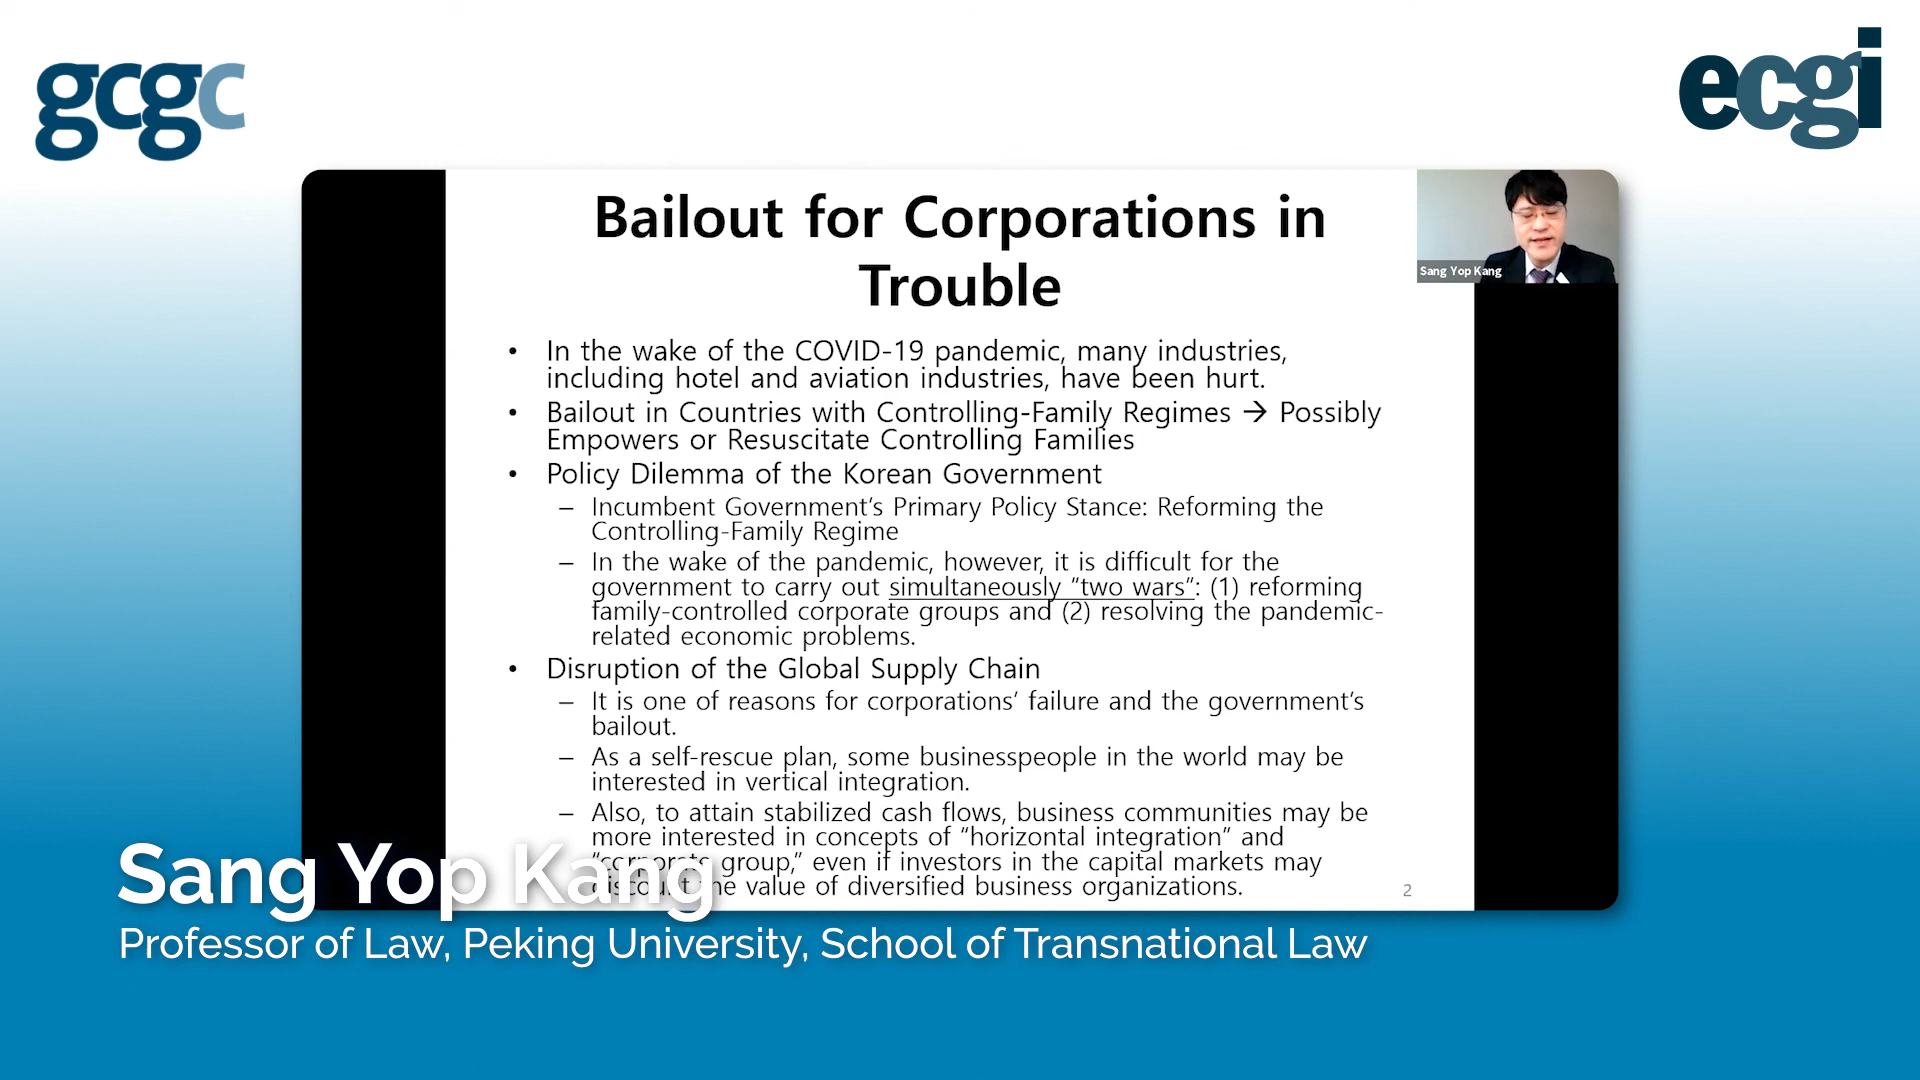 gcgc
ecgi
Bailout for Corporations in
Trouble
Sang Yop Kang
• In the wake of the COVID-19 pandemic, many industries,
including hotel and aviation industries, have been hurt.
• Bailout in Countries with Controlling-Family Regimes → Possibly
Empowers or Resuscitate Controlling Families
• Policy Dilemma of the Korean Government
– Incumbent Government’s Primary Policy Stance: Reforming the
Controlling-Family Regime
– In the wake of the pandemic, however, it is difficult for the
government to carry out simultaneously “two wars”: (1) reforming
family-controlled corporate groups and (2) resolving the pandemic-
related economic problems.
• Disruption of the Global Supply Chain
– It is one of reasons for corporations’ failure and the government’s
bailout.
– As a self-rescue plan, some businesspeople in the world may be
interested in vertical integration.
– Also, to attain stabilized cash flows, business communities may be
more interested in concepts of “horizontal integration” and
“corporate group,” even if investors in the capital markets may
discount the value of diversified business organizations.
2
Sang Yop Kang
Professor of Law, Peking University, School of Transnational Law